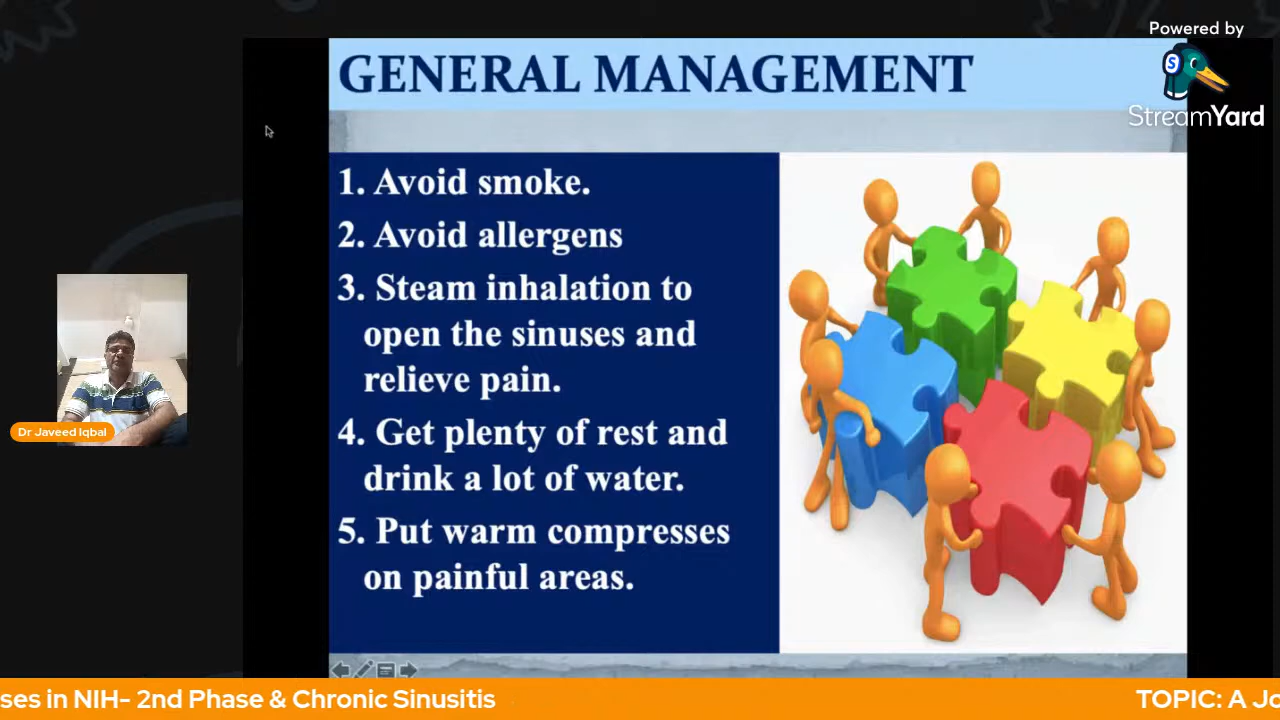 Powered by
StreamYard
GENERAL MANAGEMENT
1. Avoid smoke.
2. Avoid allergens
3. Steam inhalation to
open the sinuses and
relieve pain.
4. Get plenty of rest and
drink a lot of water.
5. Put warm compresses
on painful areas.
Dr Javeed Iqbal
ses in NIH- 2nd Phase & Chronic Sinusitis
TOPIC: A Jo